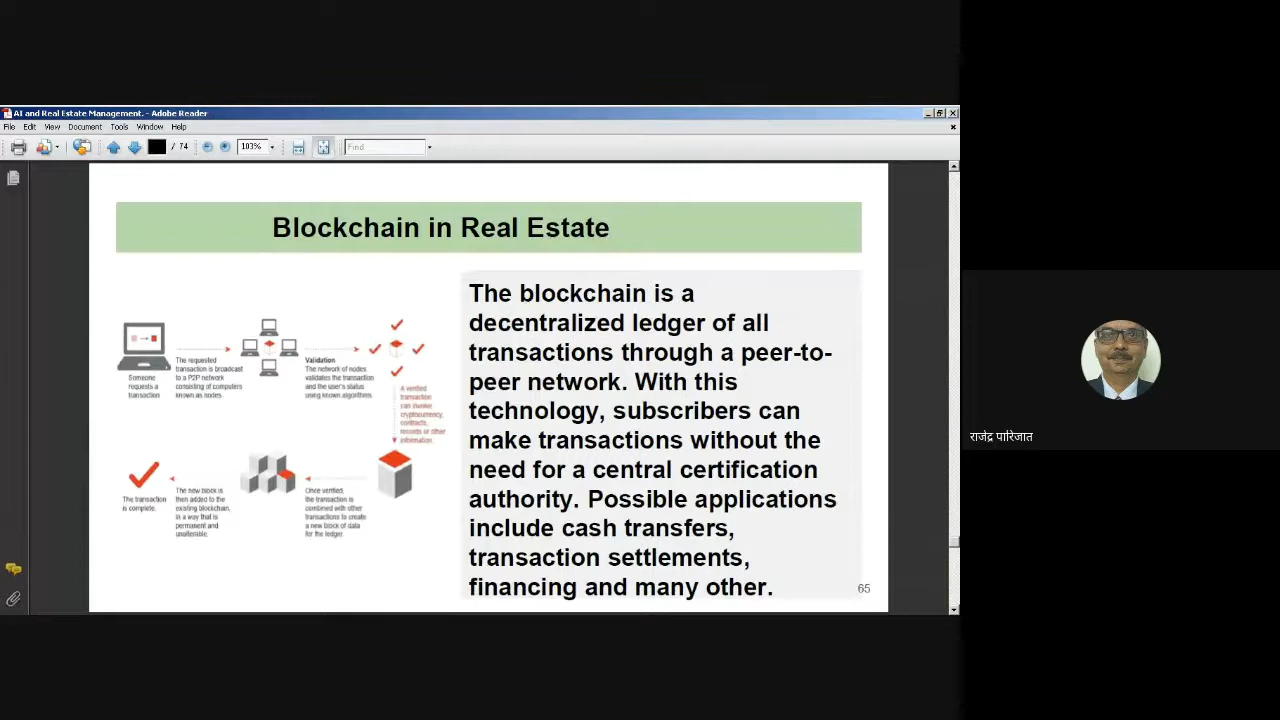 AI and Real Estate Management. - Adobe Reader
File Edit View Document Tools Window Help
/ 74 103% Find
Blockchain in Real Estate
Someone
requests a
transaction
The requested
transaction is broadcast
to a P2P network
consisting of computers
known as nodes.
Validation
The network of nodes
validates the transaction
and the user's status
using known algorithms.
A verified
transaction
can involve
cryptocurrency,
contracts,
records or other
information.
The transaction
is complete.
The new block is
then added to the
existing blockchain,
in a way that is
permanent and
unalterable.
Once verified,
the transaction is
combined with other
transactions to create
a new block of data
for the ledger.
The blockchain is a
decentralized ledger of all
transactions through a peer-to-
peer network. With this
technology, subscribers can
make transactions without the
need for a central certification
authority. Possible applications
include cash transfers,
transaction settlements,
financing and many other.
65
राजेंद्र पारिजात